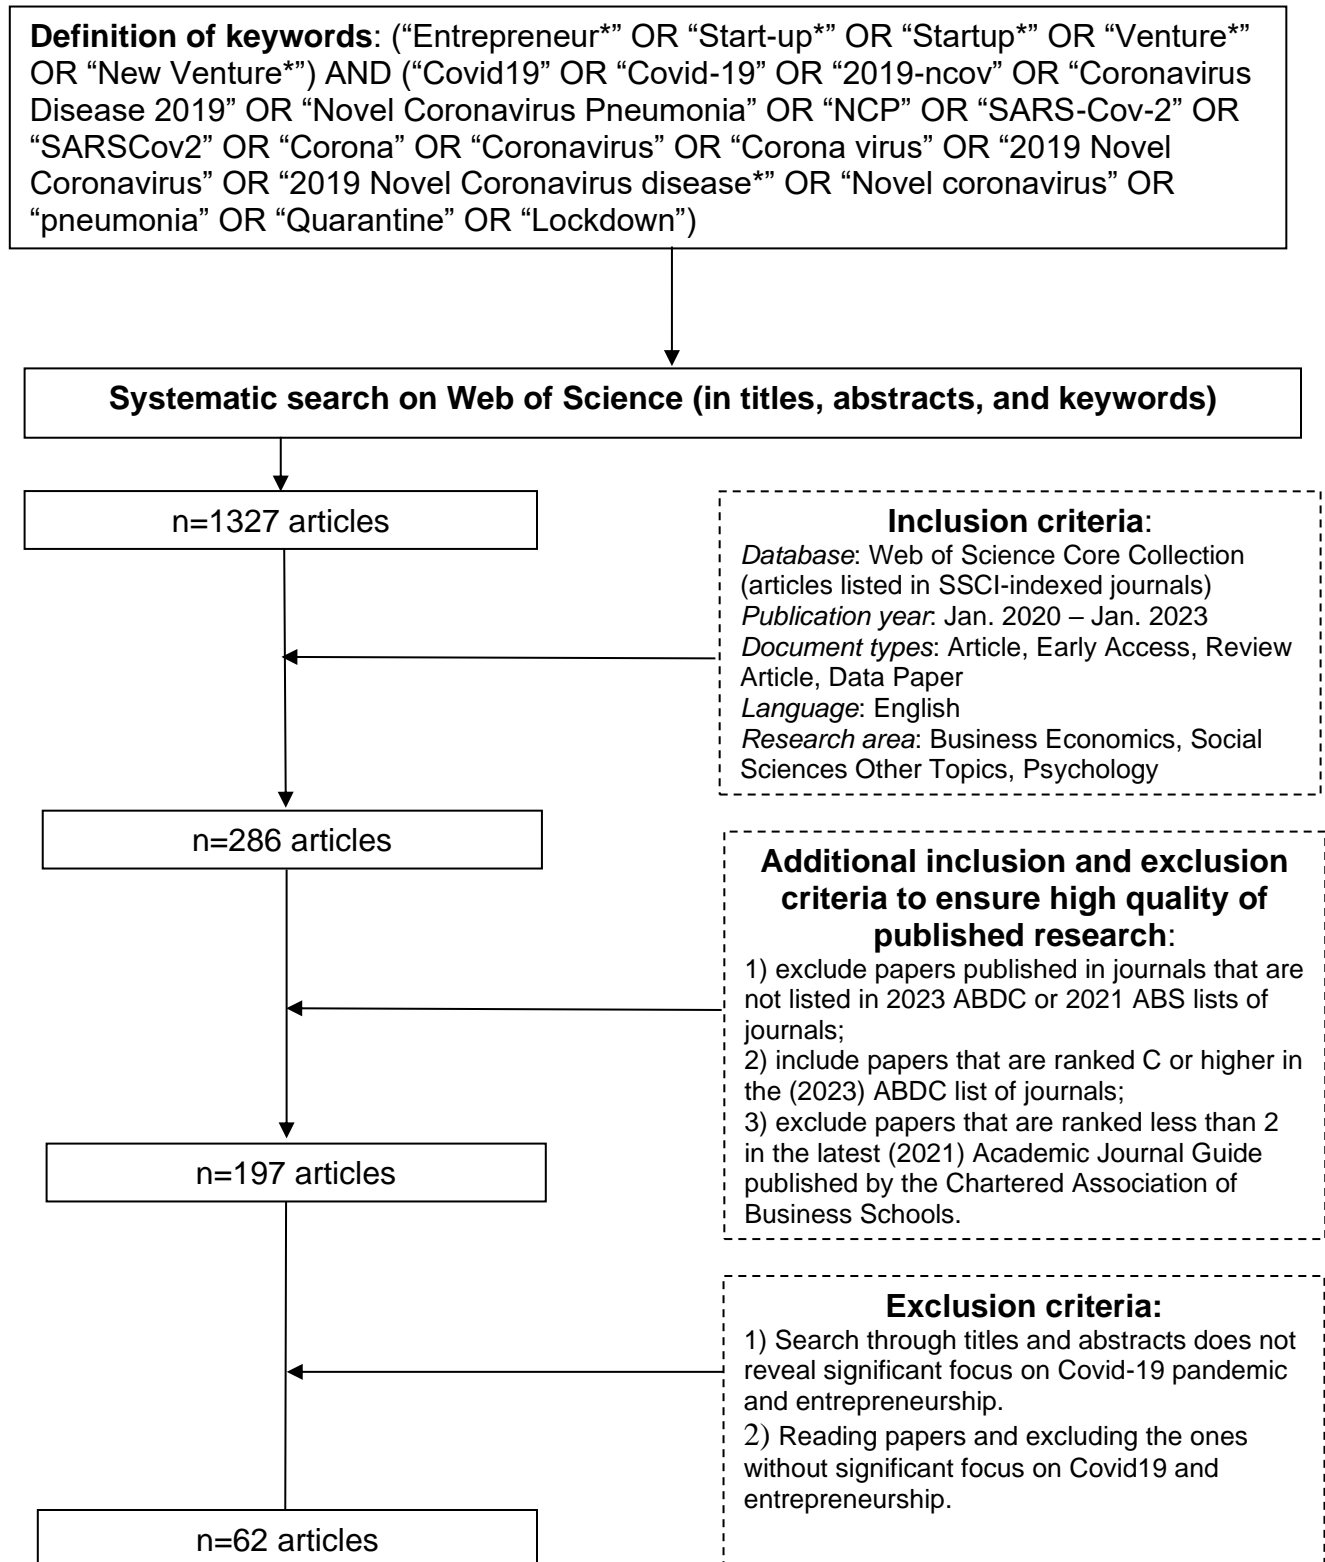 Definition of keywords: (“Entrepreneur*” OR “Start-up*” OR “Startup*” OR “Venture*”
OR “New Venture*”) AND (“Covid19” OR “Covid-19” OR “2019-ncov” OR “Coronavirus
Disease 2019” OR “Novel Coronavirus Pneumonia” OR “NCP” OR “SARS-Cov-2” OR
“SARSCov2” OR “Corona” OR “Coronavirus” OR “Corona virus” OR “2019 Novel
Coronavirus” OR “2019 Novel Coronavirus disease*” OR “Novel coronavirus” OR
“pneumonia” OR “Quarantine” OR “Lockdown”)
Systematic search on Web of Science (in titles, abstracts, and keywords)
n=1327 articles
Inclusion criteria:
Database: Web of Science Core Collection
(articles listed in SSCI-indexed journals)
Publication year: Jan. 2020 – Jan. 2023
Document types: Article, Early Access, Review
Article, Data Paper
Language: English
Research area: Business Economics, Social
Sciences Other Topics, Psychology
n=286 articles
Additional inclusion and exclusion
criteria to ensure high quality of
published research:
1) exclude papers published in journals that are
not listed in 2023 ABDC or 2021 ABS lists of
journals;
2) include papers that are ranked C or higher in
the (2023) ABDC list of journals;
3) exclude papers that are ranked less than 2
in the latest (2021) Academic Journal Guide
published by the Chartered Association of
Business Schools.
n=197 articles
Exclusion criteria:
1) Search through titles and abstracts does not
reveal significant focus on Covid-19 pandemic
and entrepreneurship.
2) Reading papers and excluding the ones
without significant focus on Covid19 and
entrepreneurship.
n=62 articles